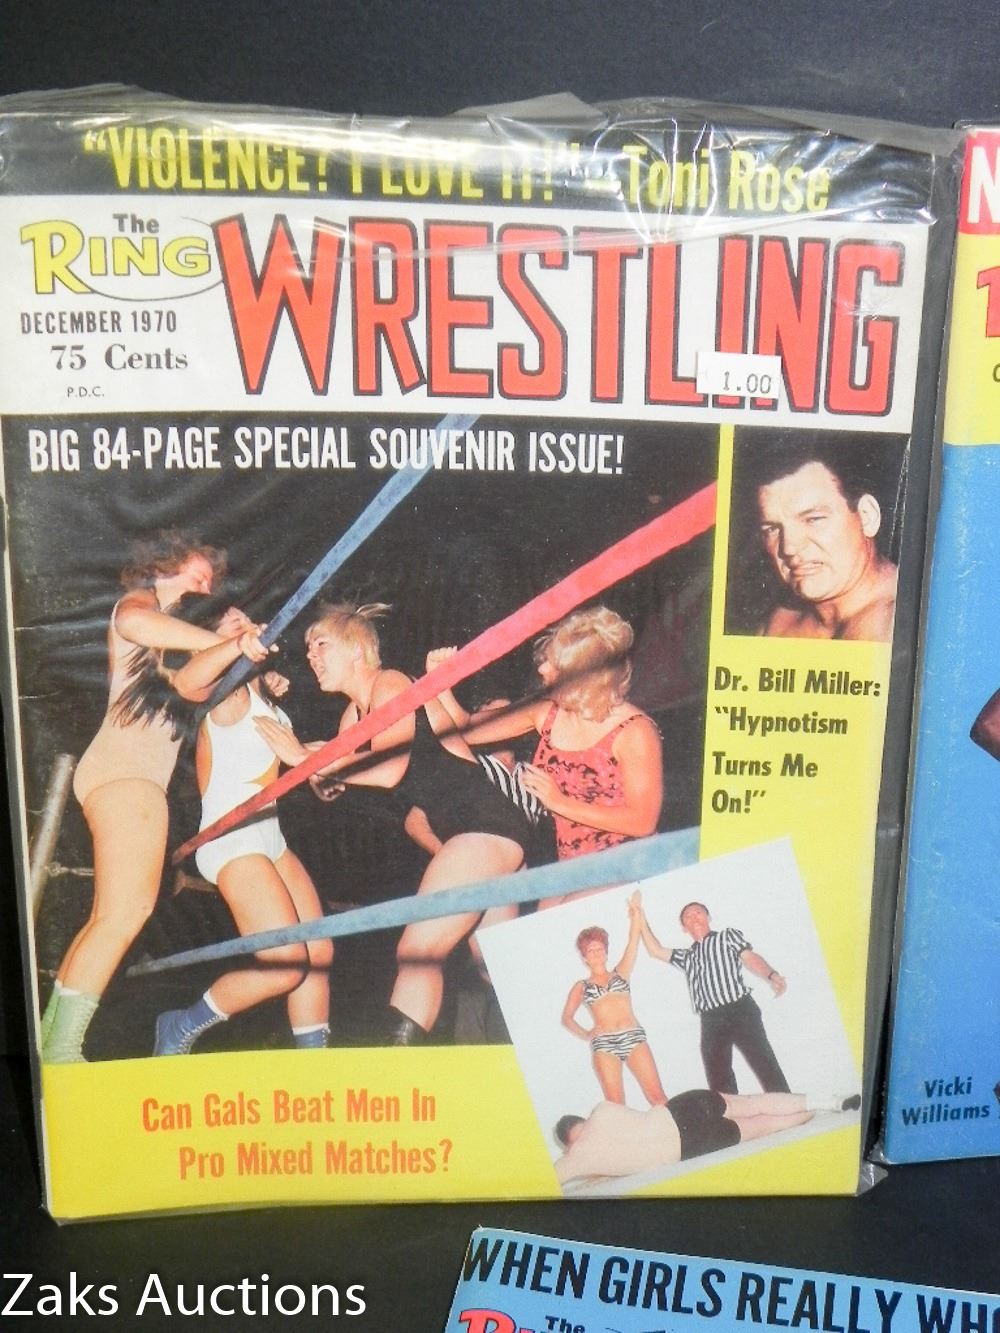 "VIOLENCE? I LOVE IT!"—Toni Rose
The
RING WRESTLING
DECEMBER 1970
75 Cents
P.D.C.
1.00
BIG 84-PAGE SPECIAL SOUVENIR ISSUE!
Dr. Bill Miller:
"Hypnotism
Turns Me
On!"
Can Gals Beat Men In
Pro Mixed Matches?
Vicki
Williams
WHEN GIRLS REALLY
The
Zaks Auctions